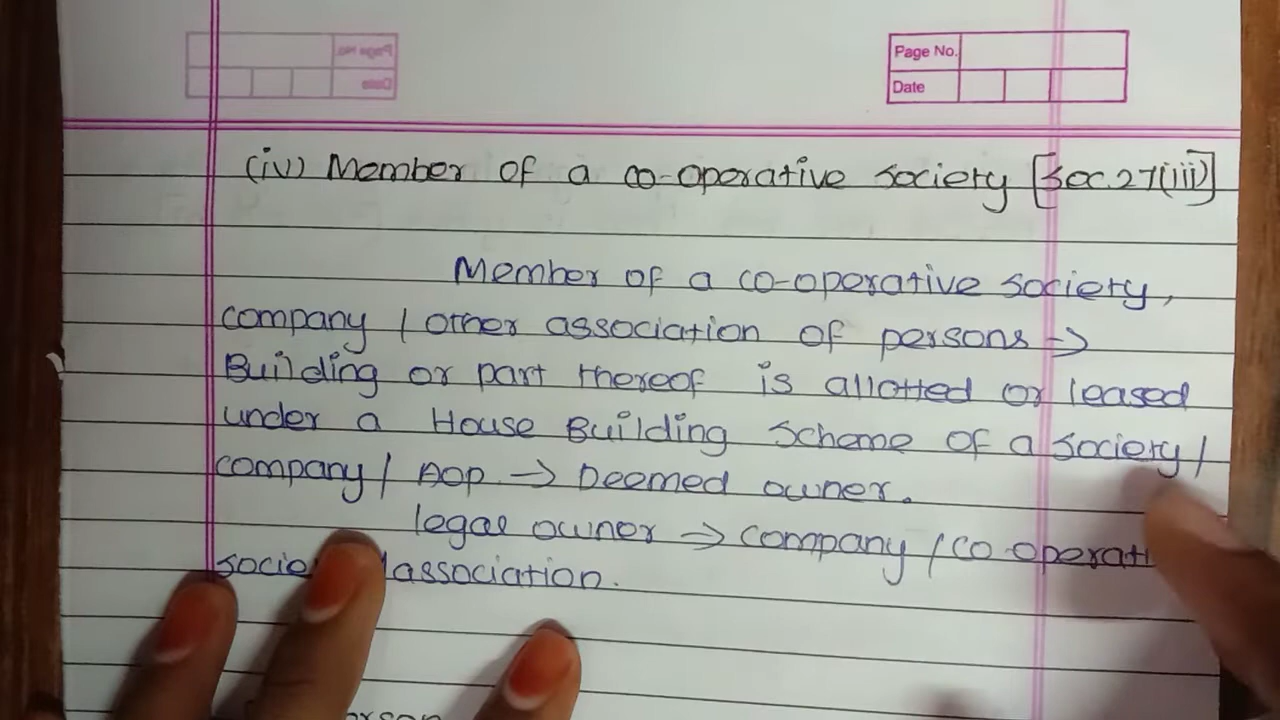 Page No.
Date
(iv) Member of a co-operative society [Sec.27(iii)]
Member of a co-operative society,
company / other association of persons →
Building or part thereof is allotted or leased
under a House Building Scheme of a society /
company / AOP → Deemed owner.
legal owner → company / co operati
socie /association.